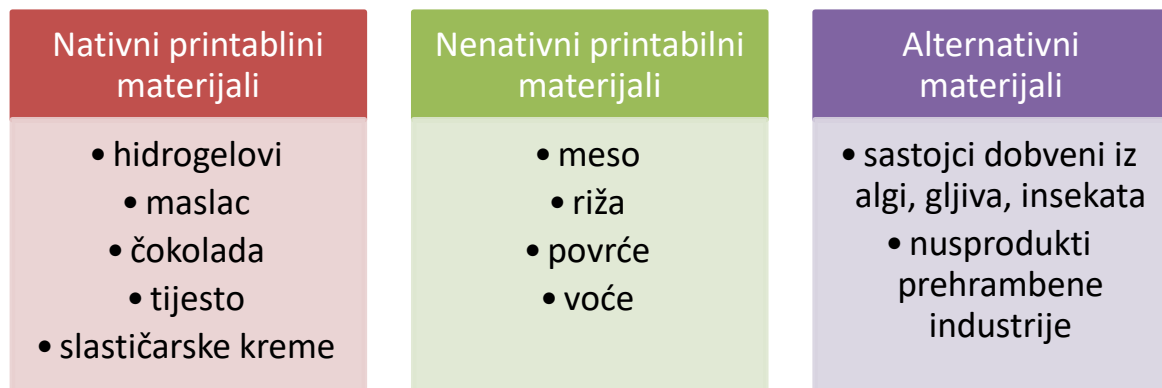 Nativni printablini
materijali
• hidrogelovi
• maslac
• čokolada
• tijesto
• slastičarske kreme
Nenativni printabilni
materijali
• meso
• riža
• povrće
• voće
Alternativni
materijali
• sastojci dobveni iz
algi, gljiva, insekata
• nusprodukti
prehrambene
industrije